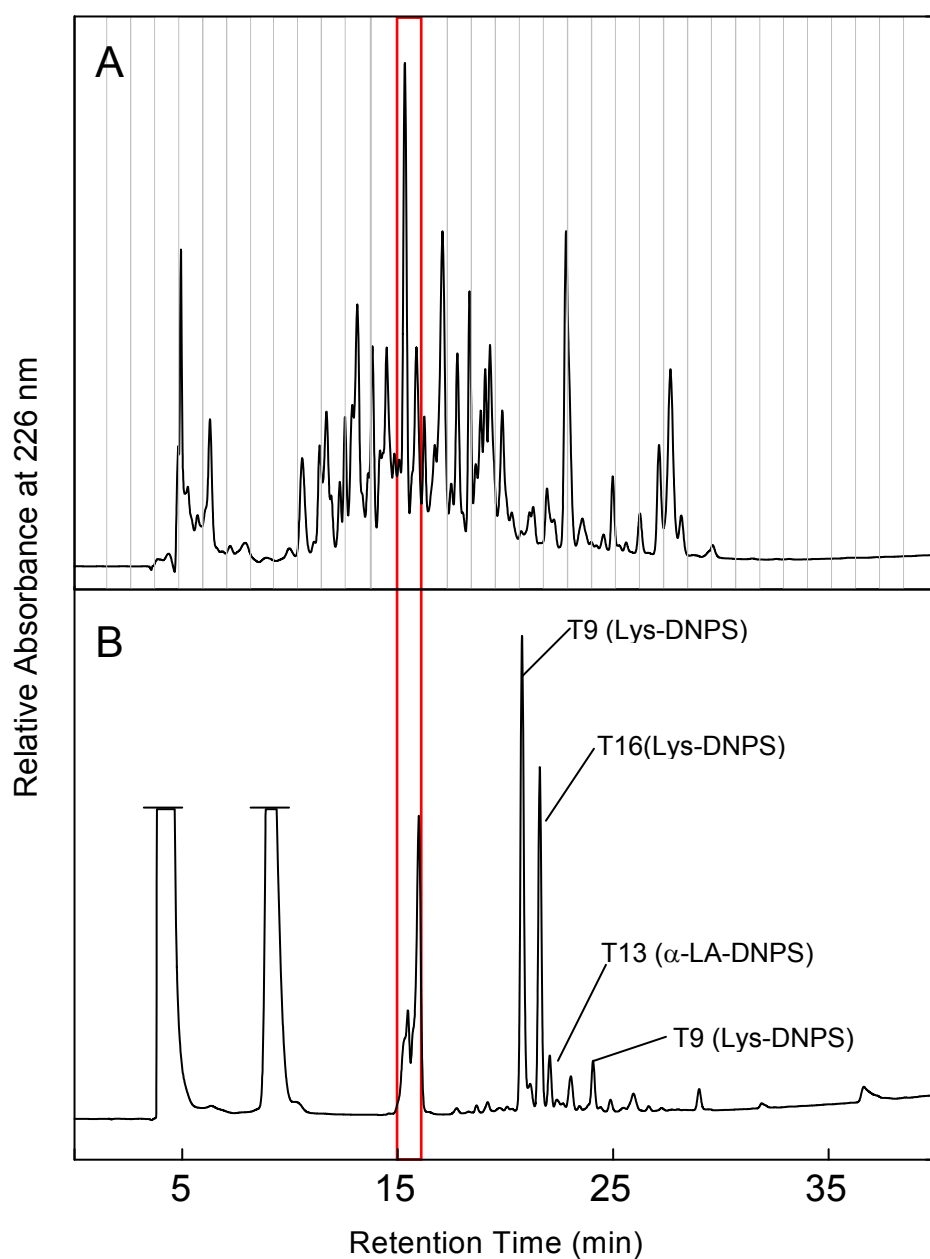 A
Relative Absorbance at 226 nm
B
T9 (Lys-DNPS)
T16(Lys-DNPS)
T13 (α-LA-DNPS)
T9 (Lys-DNPS)
5 15 25 35
Retention Time (min)